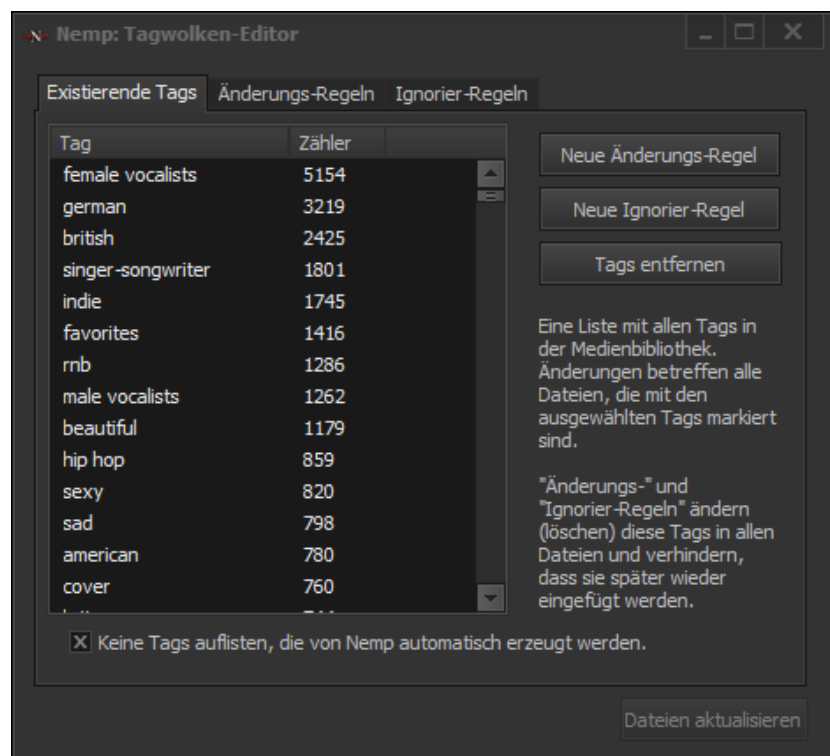 Nemp: Tagwolken-Editor
Existierende Tags Änderungs-Regeln Ignorier-Regeln
Tag Zähler
female vocalists 5154
german 3219
british 2425
singer-songwriter 1801
indie 1745
favorites 1416
rnb 1286
male vocalists 1262
beautiful 1179
hip hop 859
sexy 820
sad 798
american 780
cover 760
Neue Änderungs-Regel
Neue Ignorier-Regel
Tags entfernen
Eine Liste mit allen Tags in
der Medienbibliothek.
Änderungen betreffen alle
Dateien, die mit den
ausgewählten Tags markiert
sind.
"Änderungs-" und
"Ignorier-Regeln" ändern
(löschen) diese Tags in allen
Dateien und verhindern,
dass sie später wieder
eingefügt werden.
Keine Tags auflisten, die von Nemp automatisch erzeugt werden.
Dateien aktualisieren